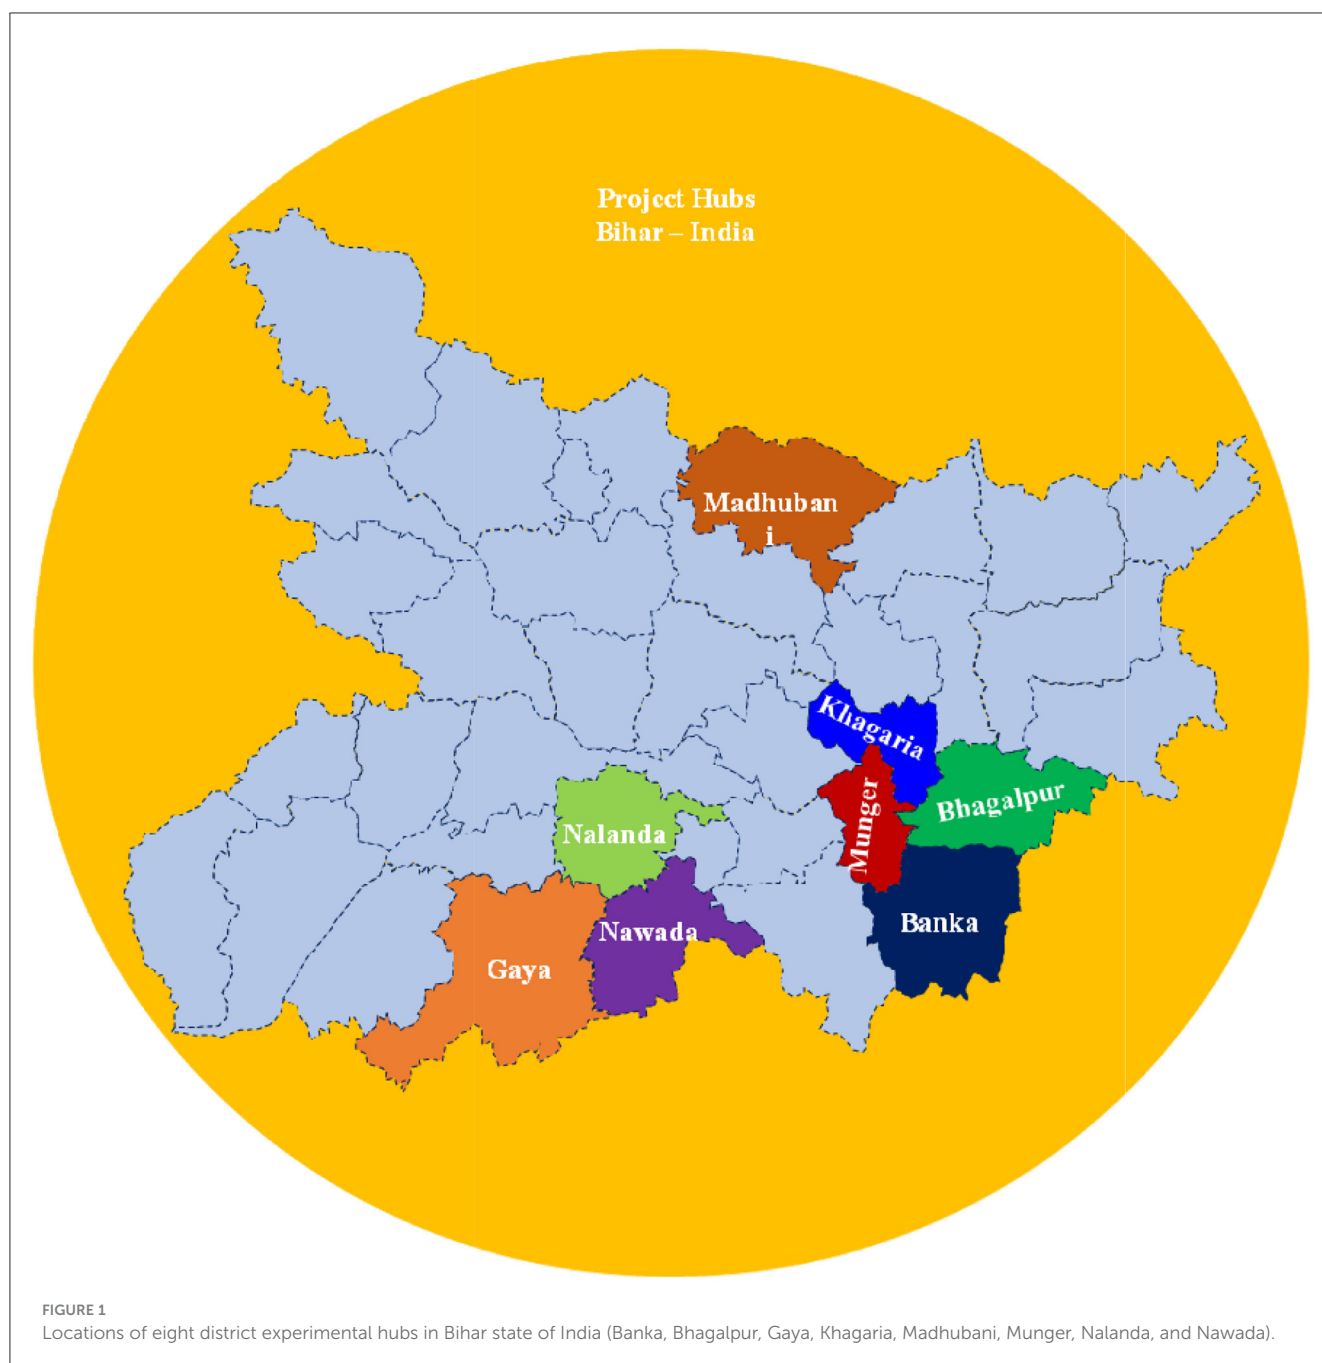 Project Hubs
Bihar – India
Madhuban
i
Khagaria
Munger
Bhagalpur
Nalanda
Nawada
Banka
Gaya
FIGURE 1
Locations of eight district experimental hubs in Bihar state of India (Banka, Bhagalpur, Gaya, Khagaria, Madhubani, Munger, Nalanda, and Nawada).